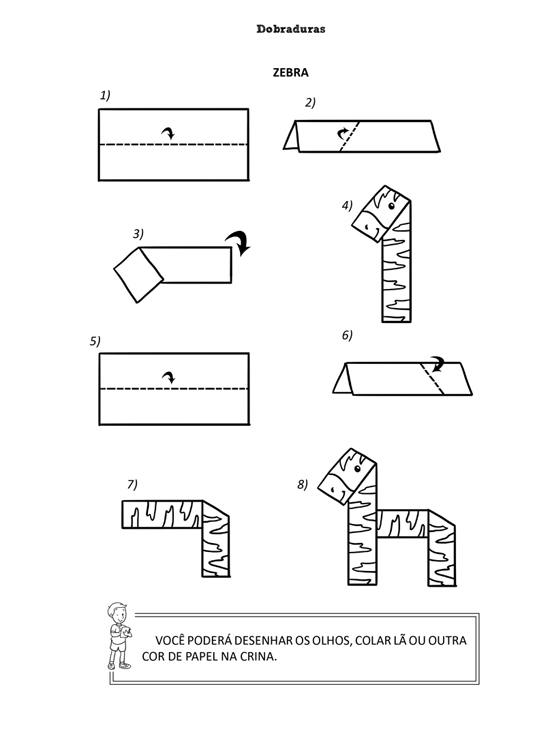 Dobraduras
ZEBRA
1)
2)
3)
4)
5)
6)
7)
8)
VOCÊ PODERÁ DESENHAR OS OLHOS, COLAR LÃ OU OUTRA
COR DE PAPEL NA CRINA.